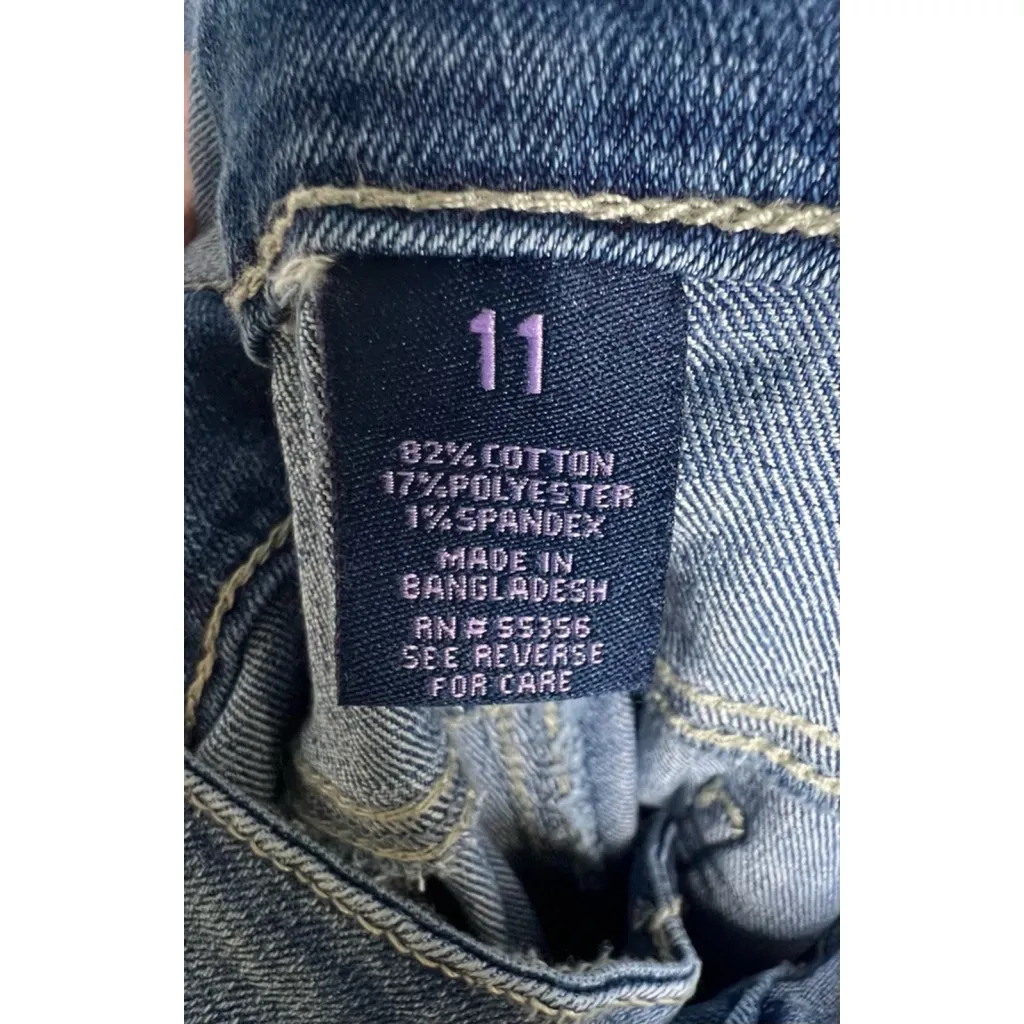 11
82% COTTON
17% POLYESTER
1% SPANDEX
MADE IN
BANGLADESH
RN # 55356
SEE REVERSE
FOR CARE